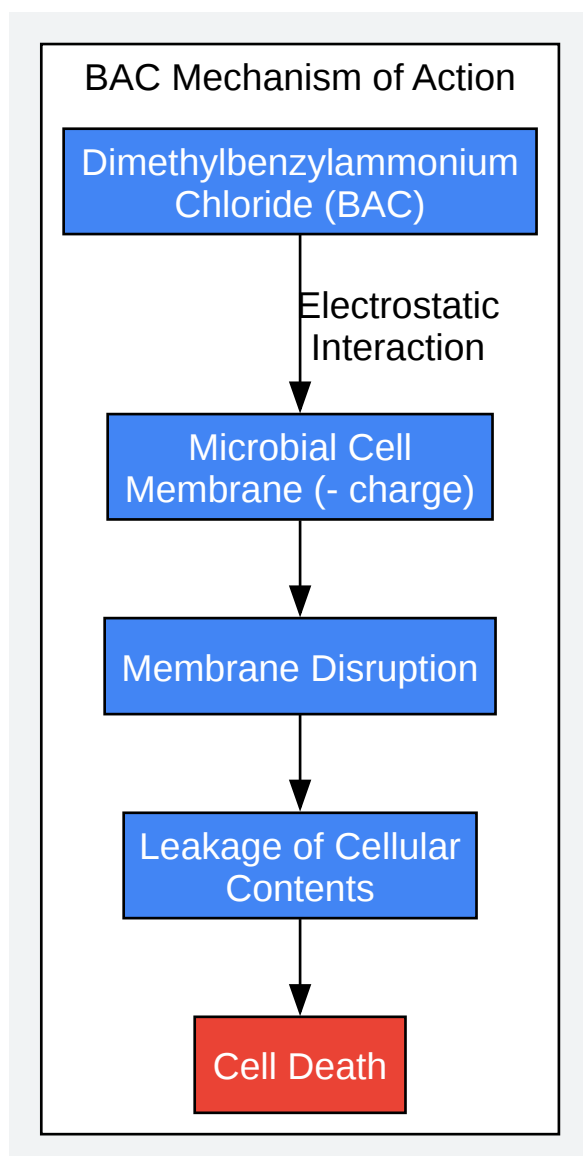 BAC Mechanism of Action
Dimethylbenzylammonium
Chloride (BAC)
Electrostatic
Interaction
Microbial Cell
Membrane (- charge)
Membrane Disruption
Leakage of Cellular
Contents
Cell Death